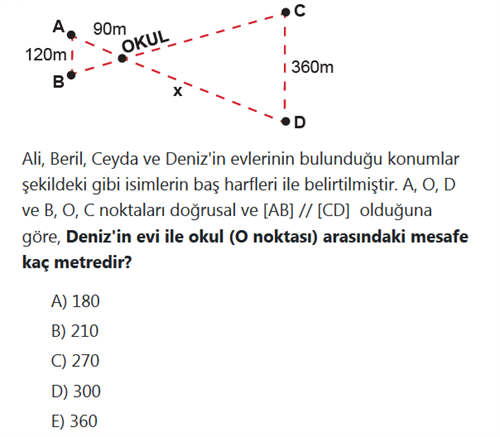 A
90m
OKUL
C
120m
B
360m
x
D
Ali, Beril, Ceyda ve Deniz'in evlerinin bulunduğu konumlar
şekildeki gibi isimlerin baş harfleri ile belirtilmiştir. A, O, D
ve B, O, C noktaları doğrusal ve [AB] // [CD] olduğuna
göre, Deniz'in evi ile okul (O noktası) arasındaki mesafe
kaç metredir?
A) 180
B) 210
C) 270
D) 300
E) 360